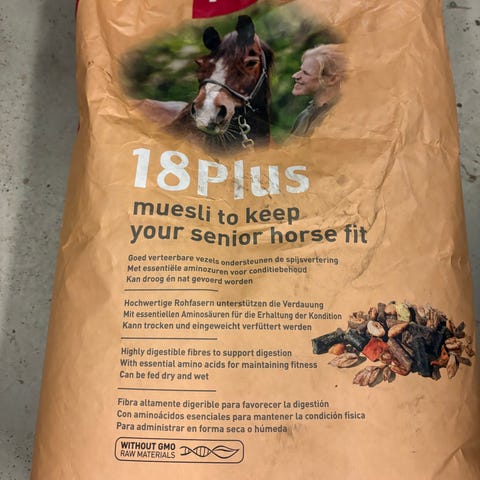 18Plus
muesli to keep
your senior horse fit
Goed verteerbare vezels ondersteunen de spijsvertering
Met essentiële aminozuren voor conditiebehoud
Kan droog én nat gevoerd worden
Hochwertige Rohfasern unterstützen die Verdauung
Mit essentiellen Aminosäuren für die Erhaltung der Kondition
Kann trocken und eingeweicht verfüttert werden
Highly digestible fibres to support digestion
With essential amino acids for maintaining fitness
Can be fed dry and wet
Fibra altamente digerible para favorecer la digestión
Con aminoácidos esenciales para mantener la condición física
Para administrar en forma seca o húmeda
WITHOUT GMO
RAW MATERIALS